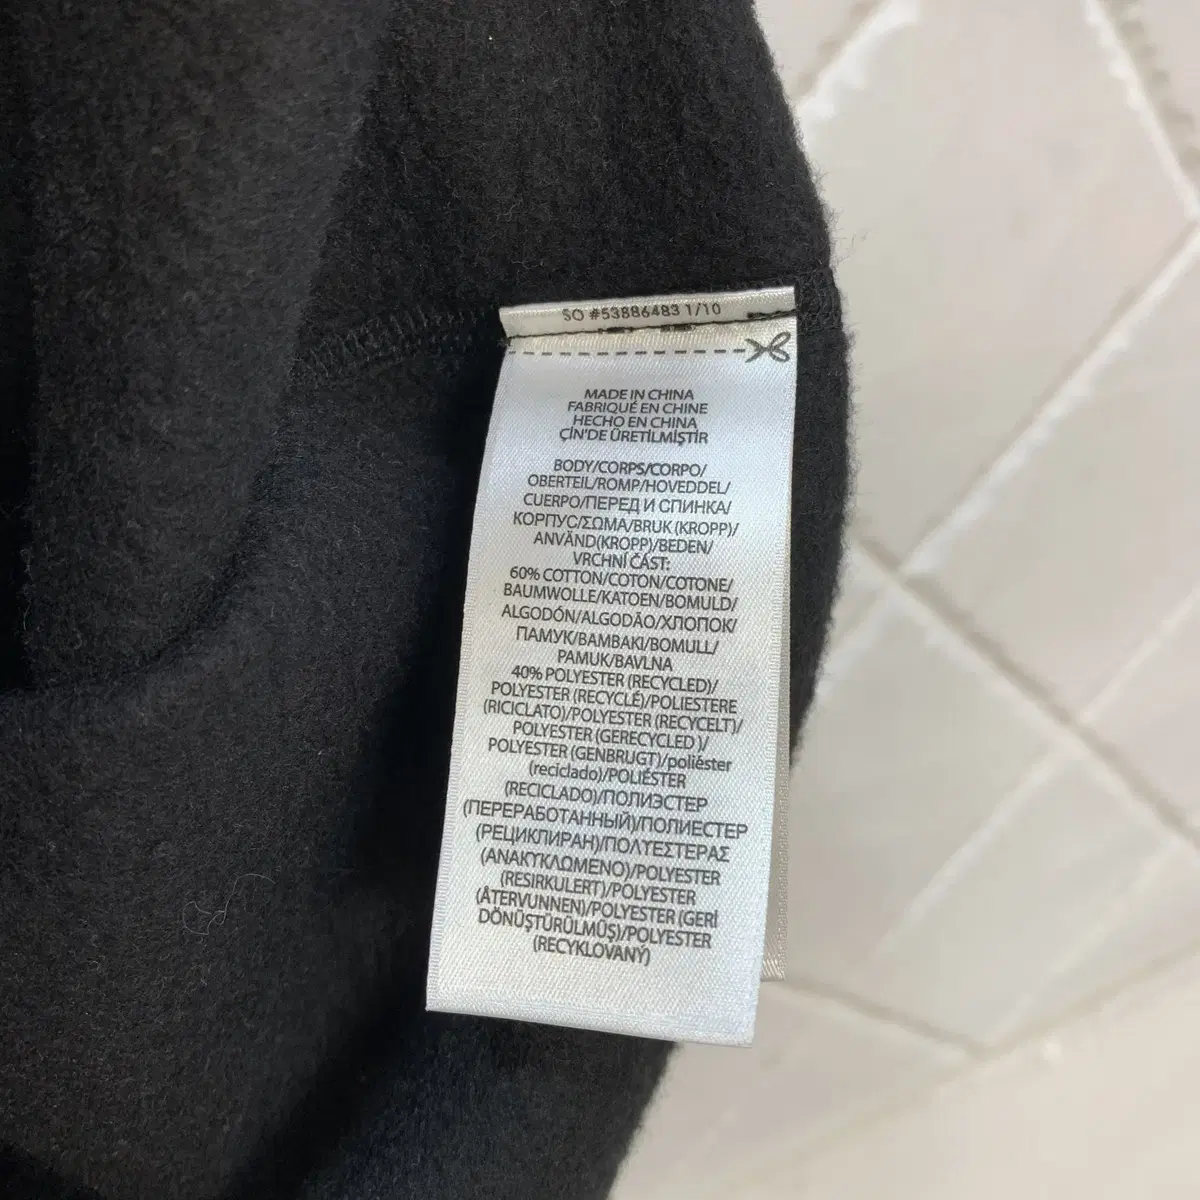 SO #53886483 1/10
MADE IN CHINA
FABRIQUÉ EN CHINE
HECHO EN CHINA
ÇİN'DE ÜRETİLMİŞTİR
BODY/CORPS/CORPO/
OBERTEIL/ROMP/HOVEDDEL/
CUERPO/ПЕРЕД И СПИНКА/
КОРПУС/ΣΩΜΑ/BRUK (KROPP)/
ANVÄND(KROPP)/BEDEN/
VRCHNÍ ČÁST:
60% COTTON/COTON/COTONE/
BAUMWOLLE/KATOEN/BOMULD/
ALGODÓN/ALGODÃO/ХЛОПОК/
ПАМУК/BAMBAKI/BOMULL/
PAMUK/BAVLNA
40% POLYESTER (RECYCLED)/
POLYESTER (RECYCLÉ)/POLIESTERE
(RICICLATO)/POLYESTER (RECYCELT)/
POLYESTER (GERECYCLED )/
POLYESTER (GENBRUGT)/poliéster
(reciclado)/POLIÉSTER
(RECICLADO)/ПОЛИЭСТЕР
(ПЕРЕРАБОТАННЫЙ)/ПОЛИЕСТЕР
(РЕЦИКЛИРАН)/ΠΟΛΥΕΣΤΕΡΑΣ
(ΑΝΑΚΥΚΛΩΜΕΝΟ)/POLYESTER
(RESIRKULERT)/POLYESTER
(ÅTERVUNNEN)/POLYESTER (GERİ
DÖNÜŞTÜRÜLMÜŞ)/POLYESTER
(RECYKLOVANÝ)